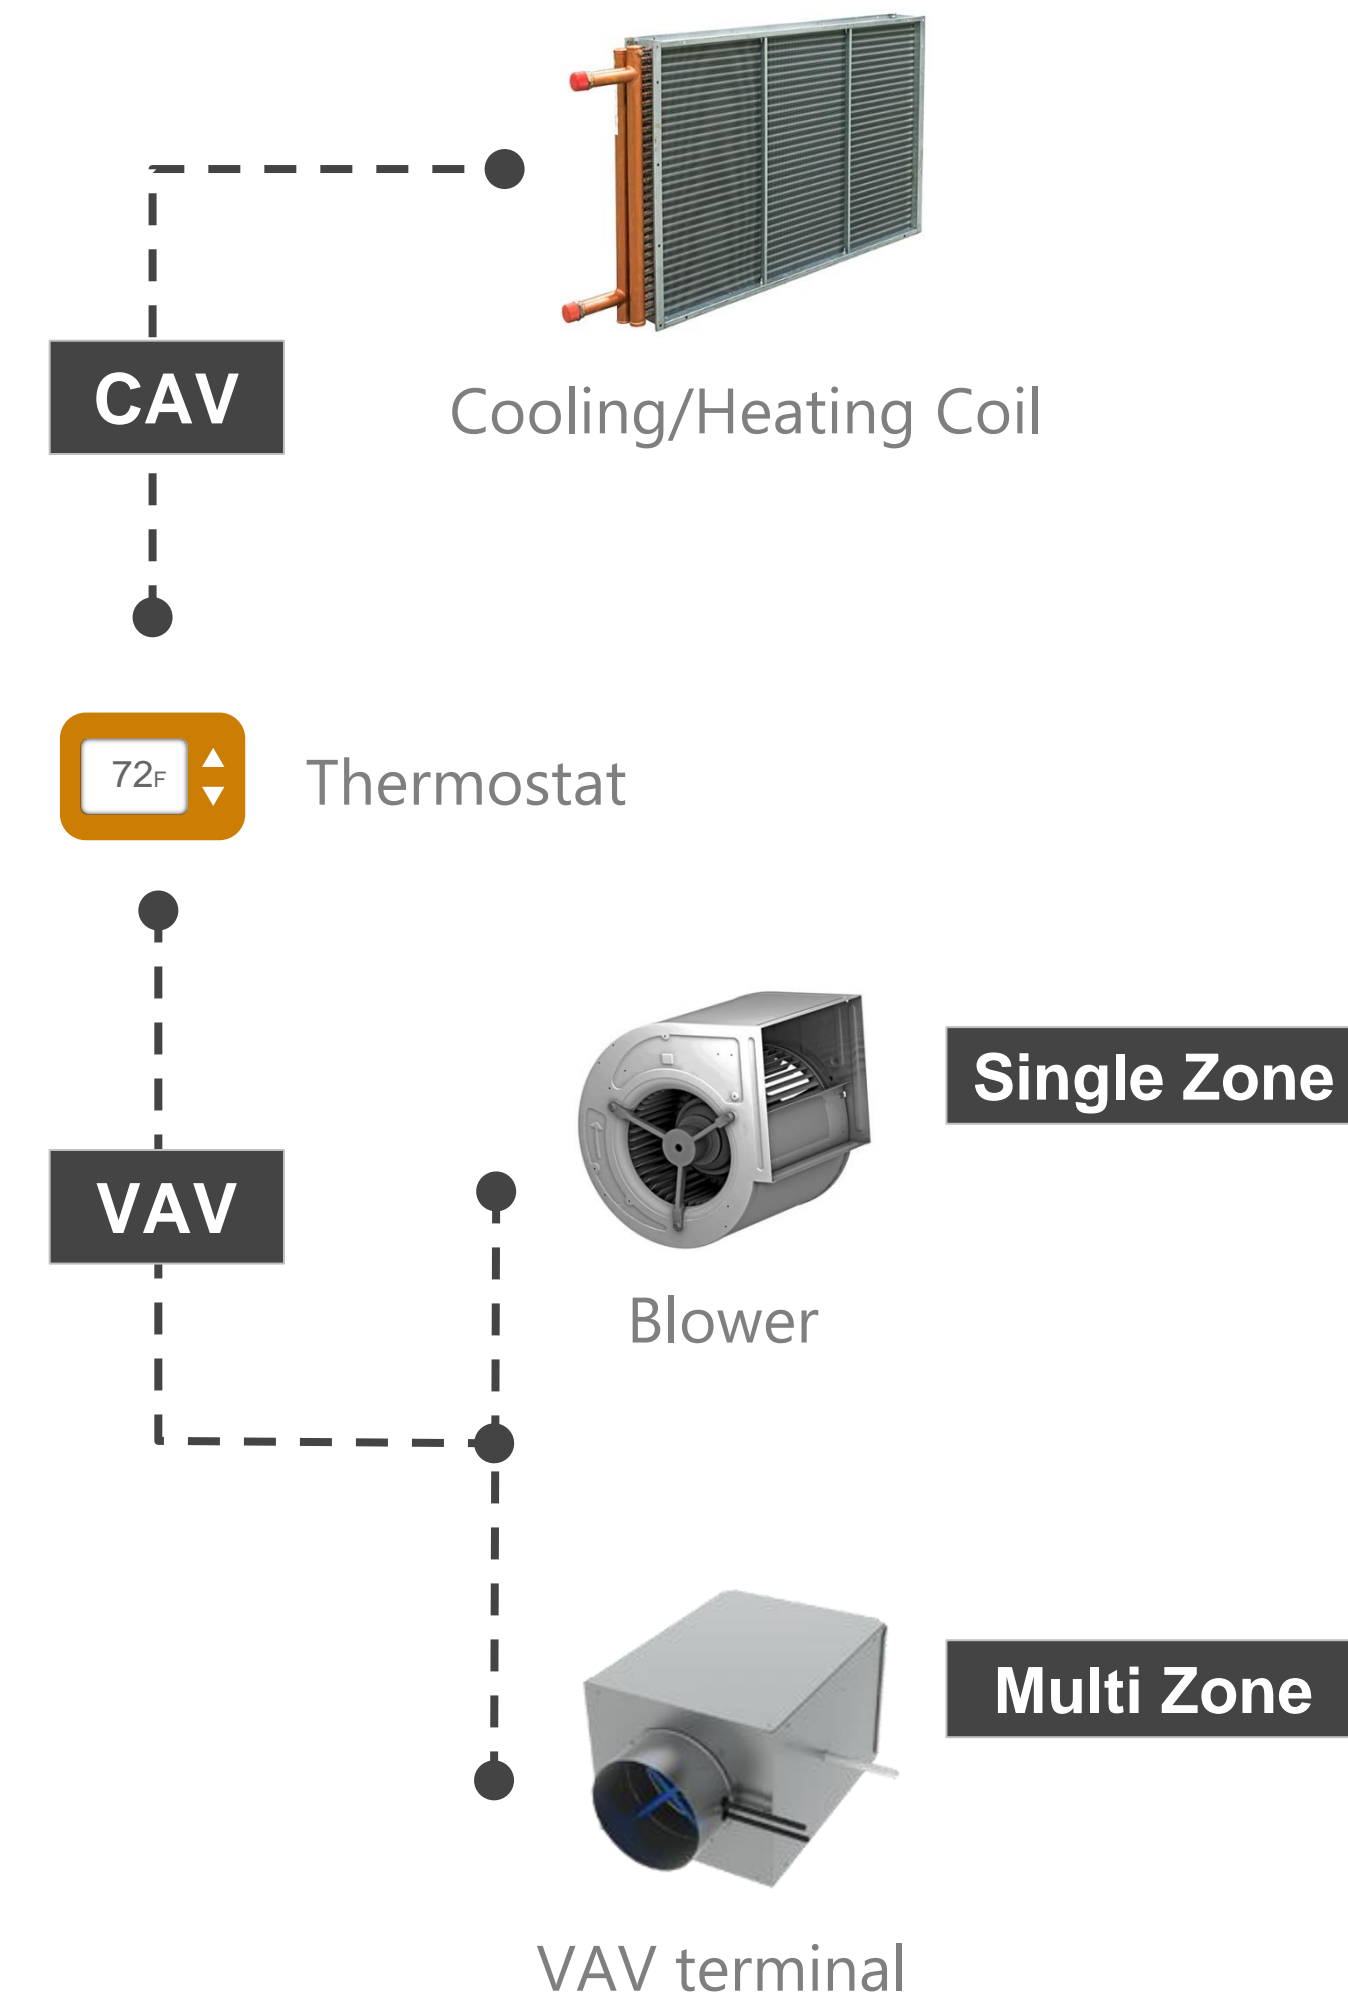 CAV
Cooling/Heating Coil
72F
Thermostat
Single Zone
VAV
Blower
Multi Zone
VAV terminal